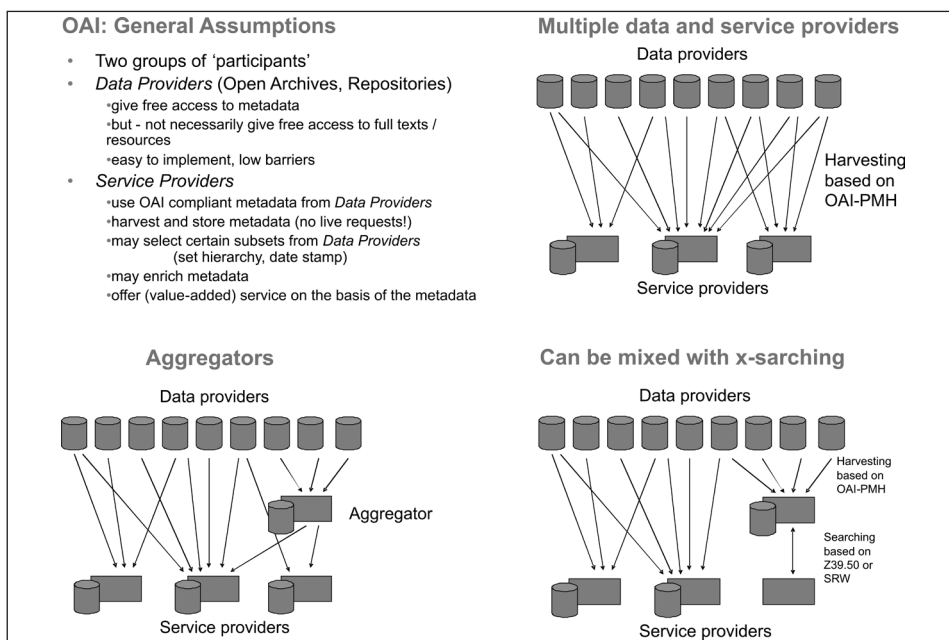 OAI: General Assumptions
• Two groups of ‘participants’
• Data Providers (Open Archives, Repositories)
•give free access to metadata
•but - not necessarily give free access to full texts /
resources
•easy to implement, low barriers
• Service Providers
•use OAI compliant metadata from Data Providers
•harvest and store metadata (no live requests!)
•may select certain subsets from Data Providers
(set hierarchy, date stamp)
•may enrich metadata
•offer (value-added) service on the basis of the metadata
Multiple data and service providers
Data providers
Harvesting
based on
OAI-PMH
Service providers
Aggregators
Data providers
Aggregator
Service providers
Can be mixed with x-sarching
Data providers
Harvesting
based on
OAI-PMH
Searching
based on
Z39.50 or
SRW
Service providers